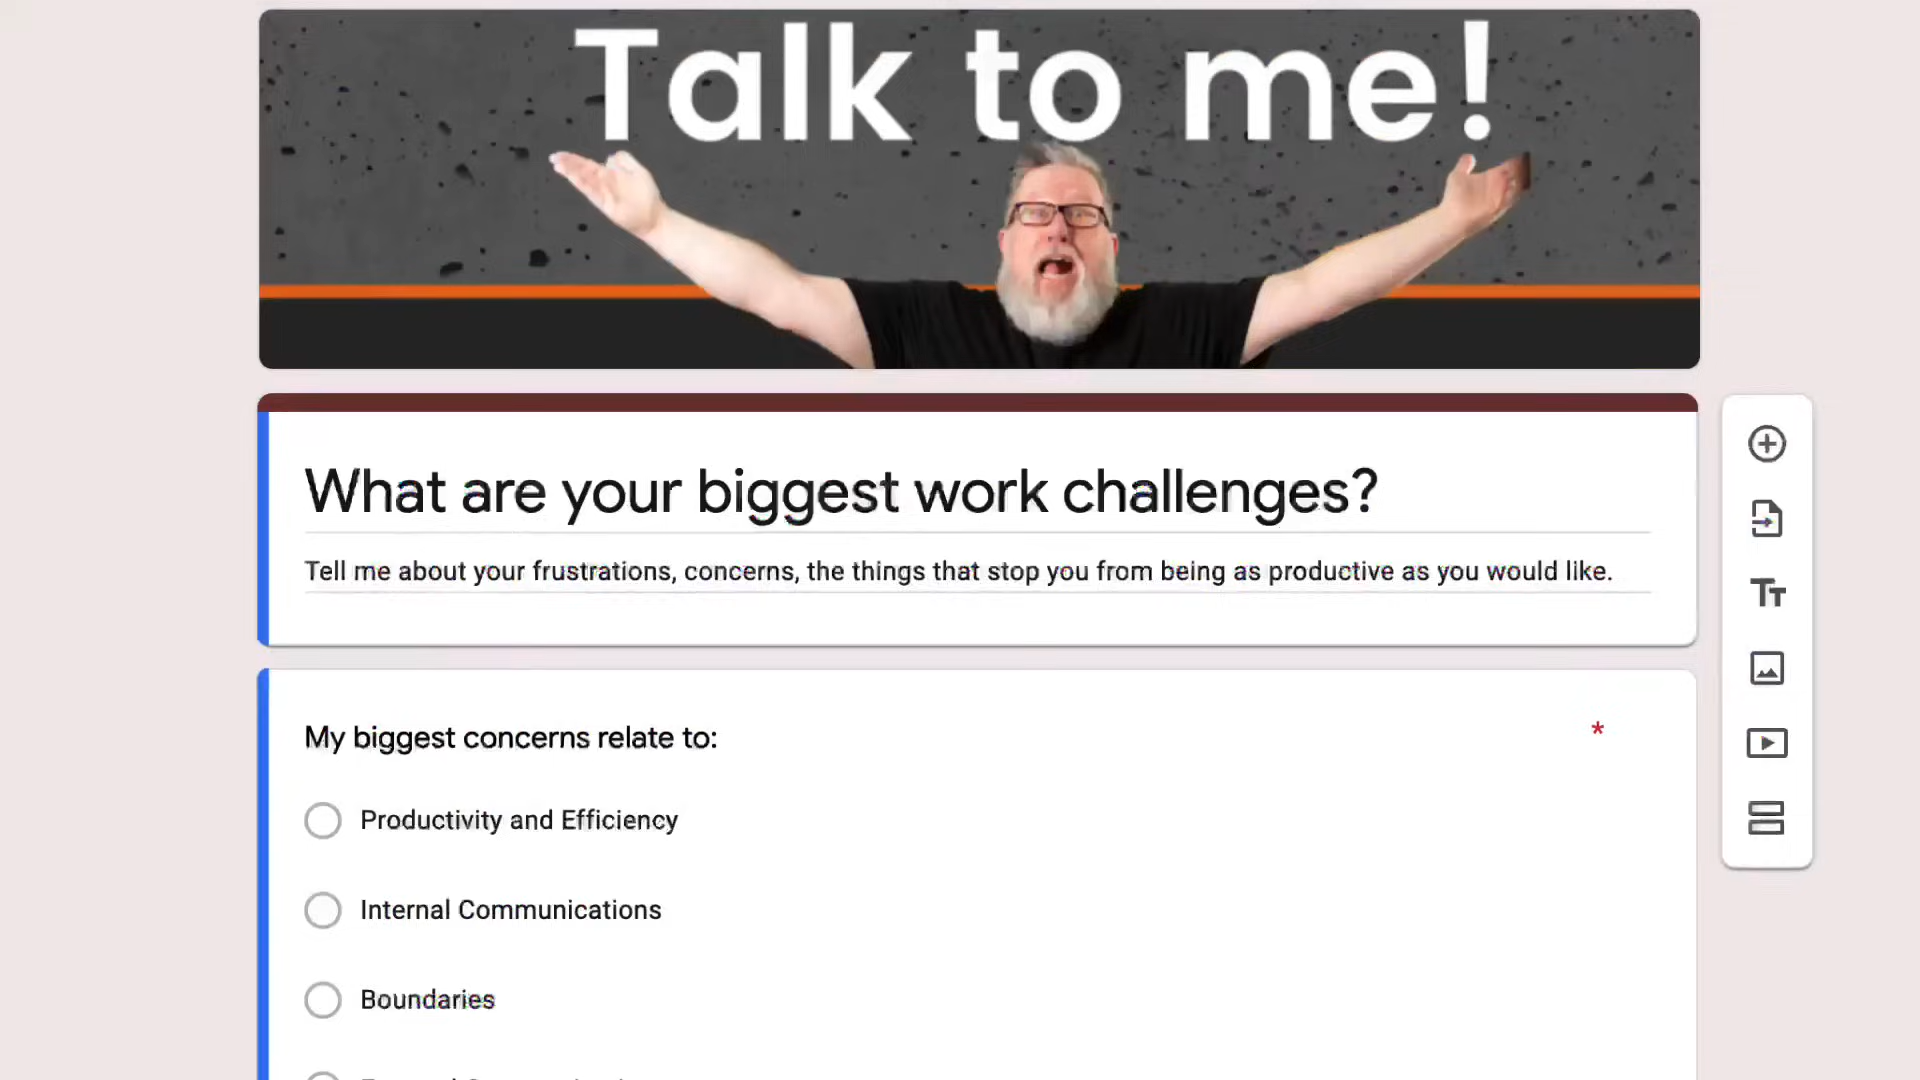 Talk to me!
What are your biggest work challenges?
Tell me about your frustrations, concerns, the things that stop you from being as productive as you would like.
My biggest concerns relate to: *
Productivity and Efficiency
Internal Communications
Boundaries